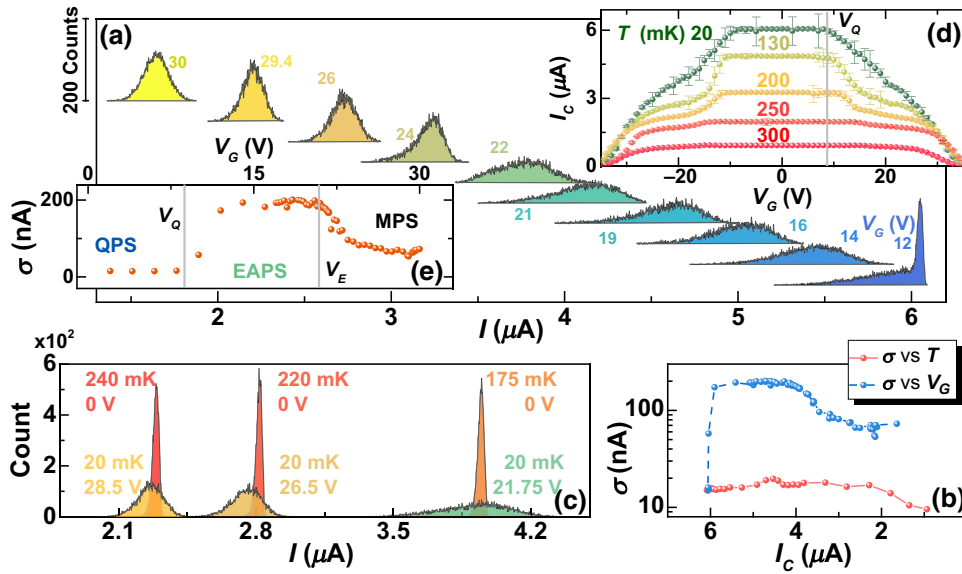 (a)
200 Counts
0
30
29.4
26
24
22
21
19
16
14
V_G (V)
12
2
3
4
5
6
I (μA)
(d)
T (mK) 20
130
200
250
300
V_Q
6
3
0
I_C (μA)
−20
0
20
V_G (V)
0
15
30
V_G (V)
200
0
σ (nA)
QPS
V_Q
EAPS
V_E
MPS
(e)
x10²
6
4
2
0
Count
240 mK
0 V
220 mK
0 V
175 mK
0 V
20 mK
28.5 V
20 mK
26.5 V
20 mK
21.75 V
(c)
2.1
2.8
3.5
4.2
I (μA)
σ vs T
σ vs V_G
100
10
σ (nA)
(b)
6
4
2
I_C (μA)